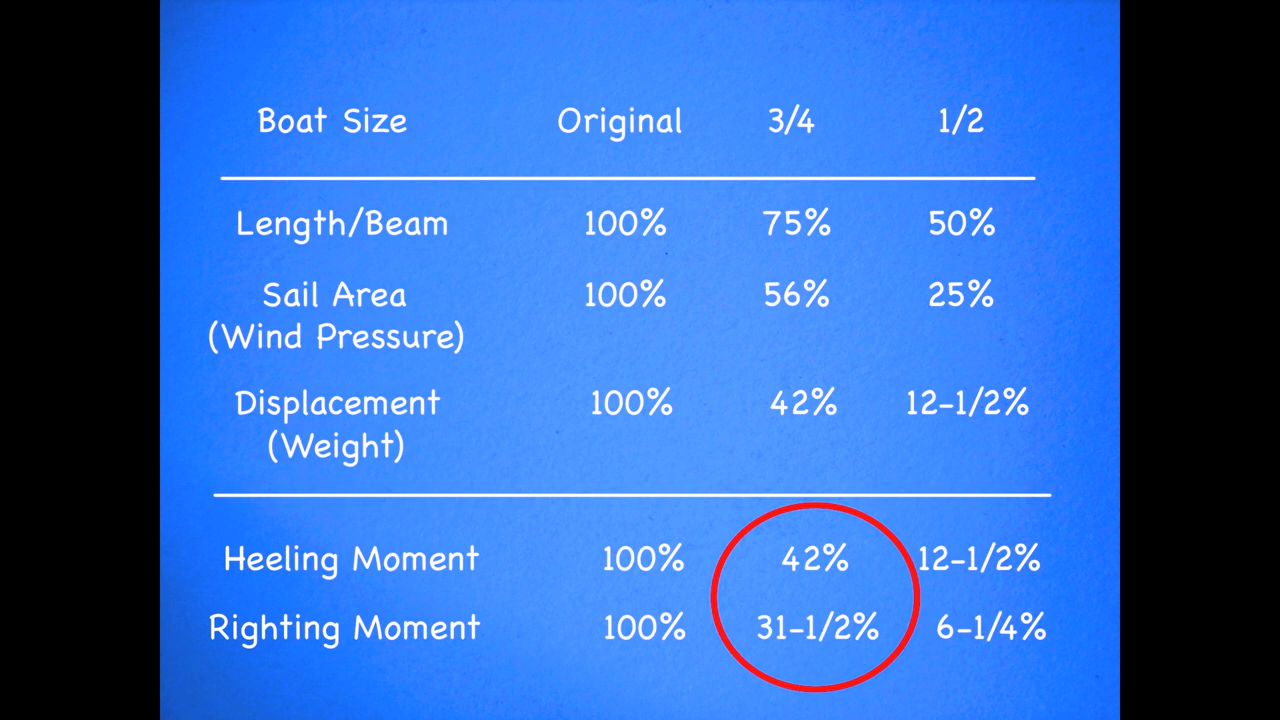 Boat Size Original 3/4 1/2
Length/Beam 100% 75% 50%
Sail Area 100% 56% 25%
(Wind Pressure)
Displacement 100% 42% 12-1/2%
(Weight)
Heeling Moment 100% 42% 12-1/2%
Righting Moment 100% 31-1/2% 6-1/4%